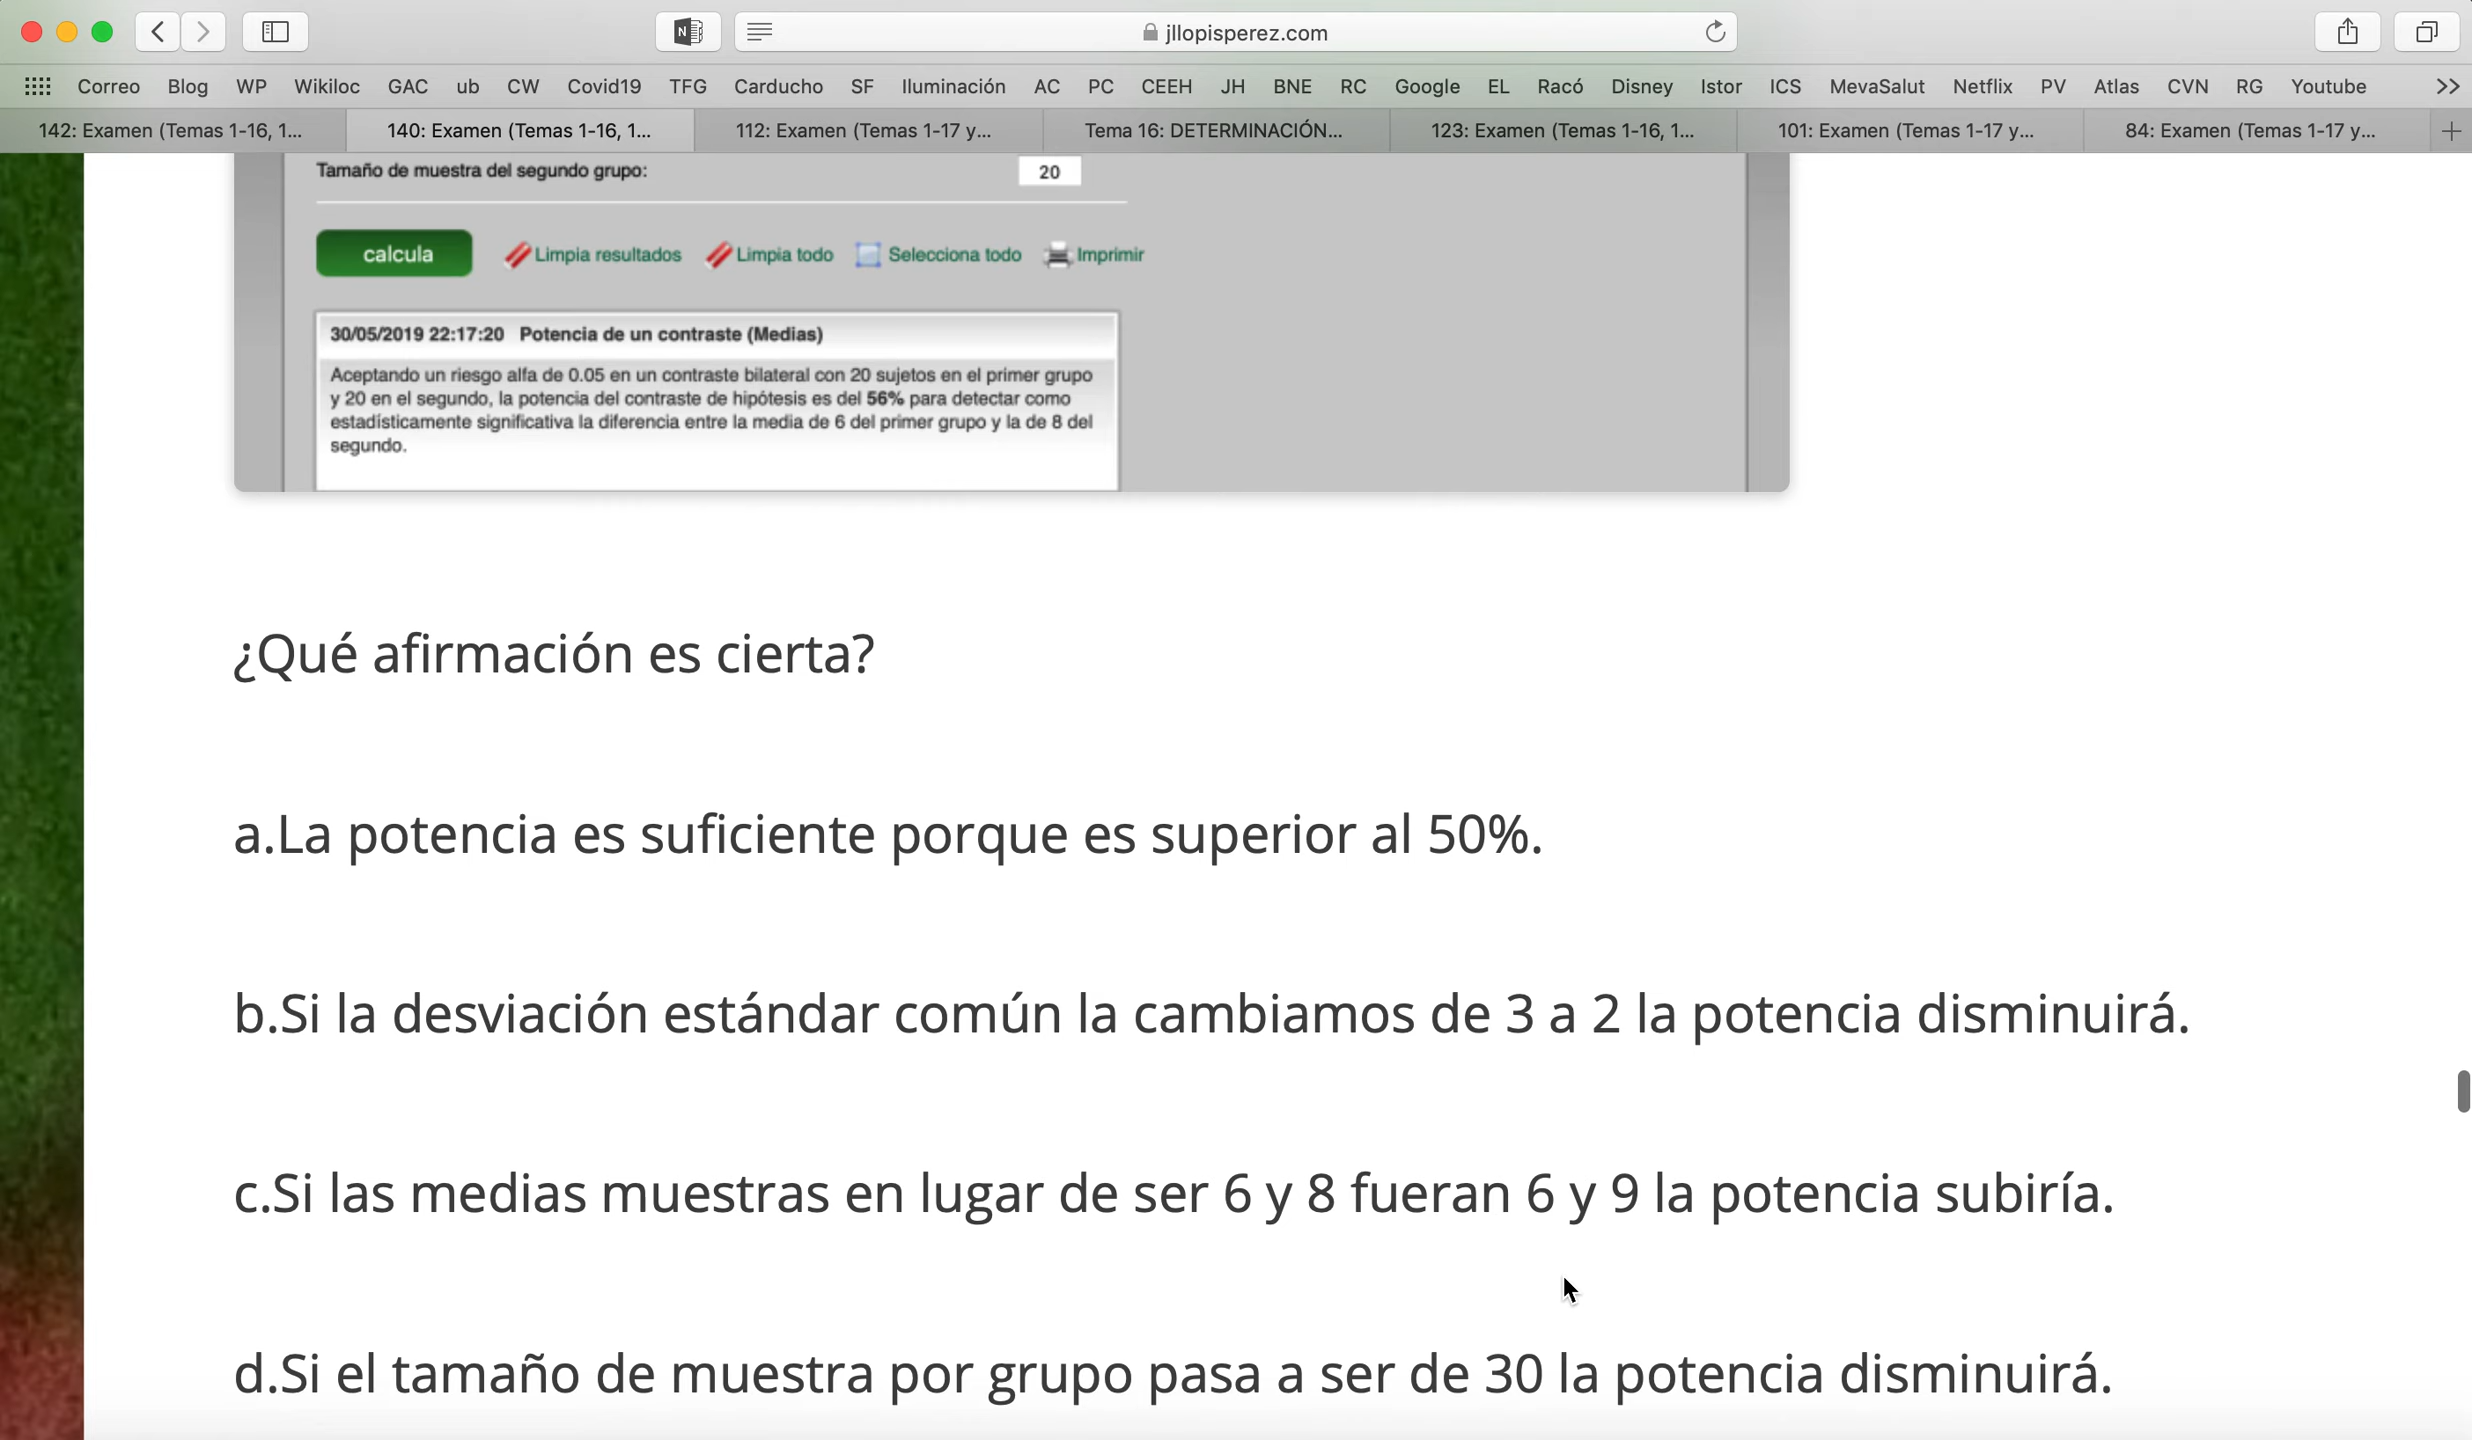 jllopisperez.com
Correo Blog WP Wikiloc GAC ub CW Covid19 TFG Carducho SF Iluminación AC PC CEEH JH BNE RC Google EL Racó Disney Istor ICS MevaSalut Netflix PV Atlas CVN RG Youtube
142: Examen (Temas 1-16, 1... 140: Examen (Temas 1-16, 1... 112: Examen (Temas 1-17 y... Tema 16: DETERMINACIÓN... 123: Examen (Temas 1-16, 1... 101: Examen (Temas 1-17 y... 84: Examen (Temas 1-17 y...
Tamaño de muestra del segundo grupo: 20
calcula Limpia resultados Limpia todo Selecciona todo Imprimir
30/05/2019 22:17:20 Potencia de un contraste (Medias)
Aceptando un riesgo alfa de 0.05 en un contraste bilateral con 20 sujetos en el primer grupo
y 20 en el segundo, la potencia del contraste de hipótesis es del 56% para detectar como
estadísticamente significativa la diferencia entre la media de 6 del primer grupo y la de 8 del
segundo.
¿Qué afirmación es cierta?
a.La potencia es suficiente porque es superior al 50%.
b.Si la desviación estándar común la cambiamos de 3 a 2 la potencia disminuirá.
c.Si las medias muestras en lugar de ser 6 y 8 fueran 6 y 9 la potencia subiría.
d.Si el tamaño de muestra por grupo pasa a ser de 30 la potencia disminuirá.